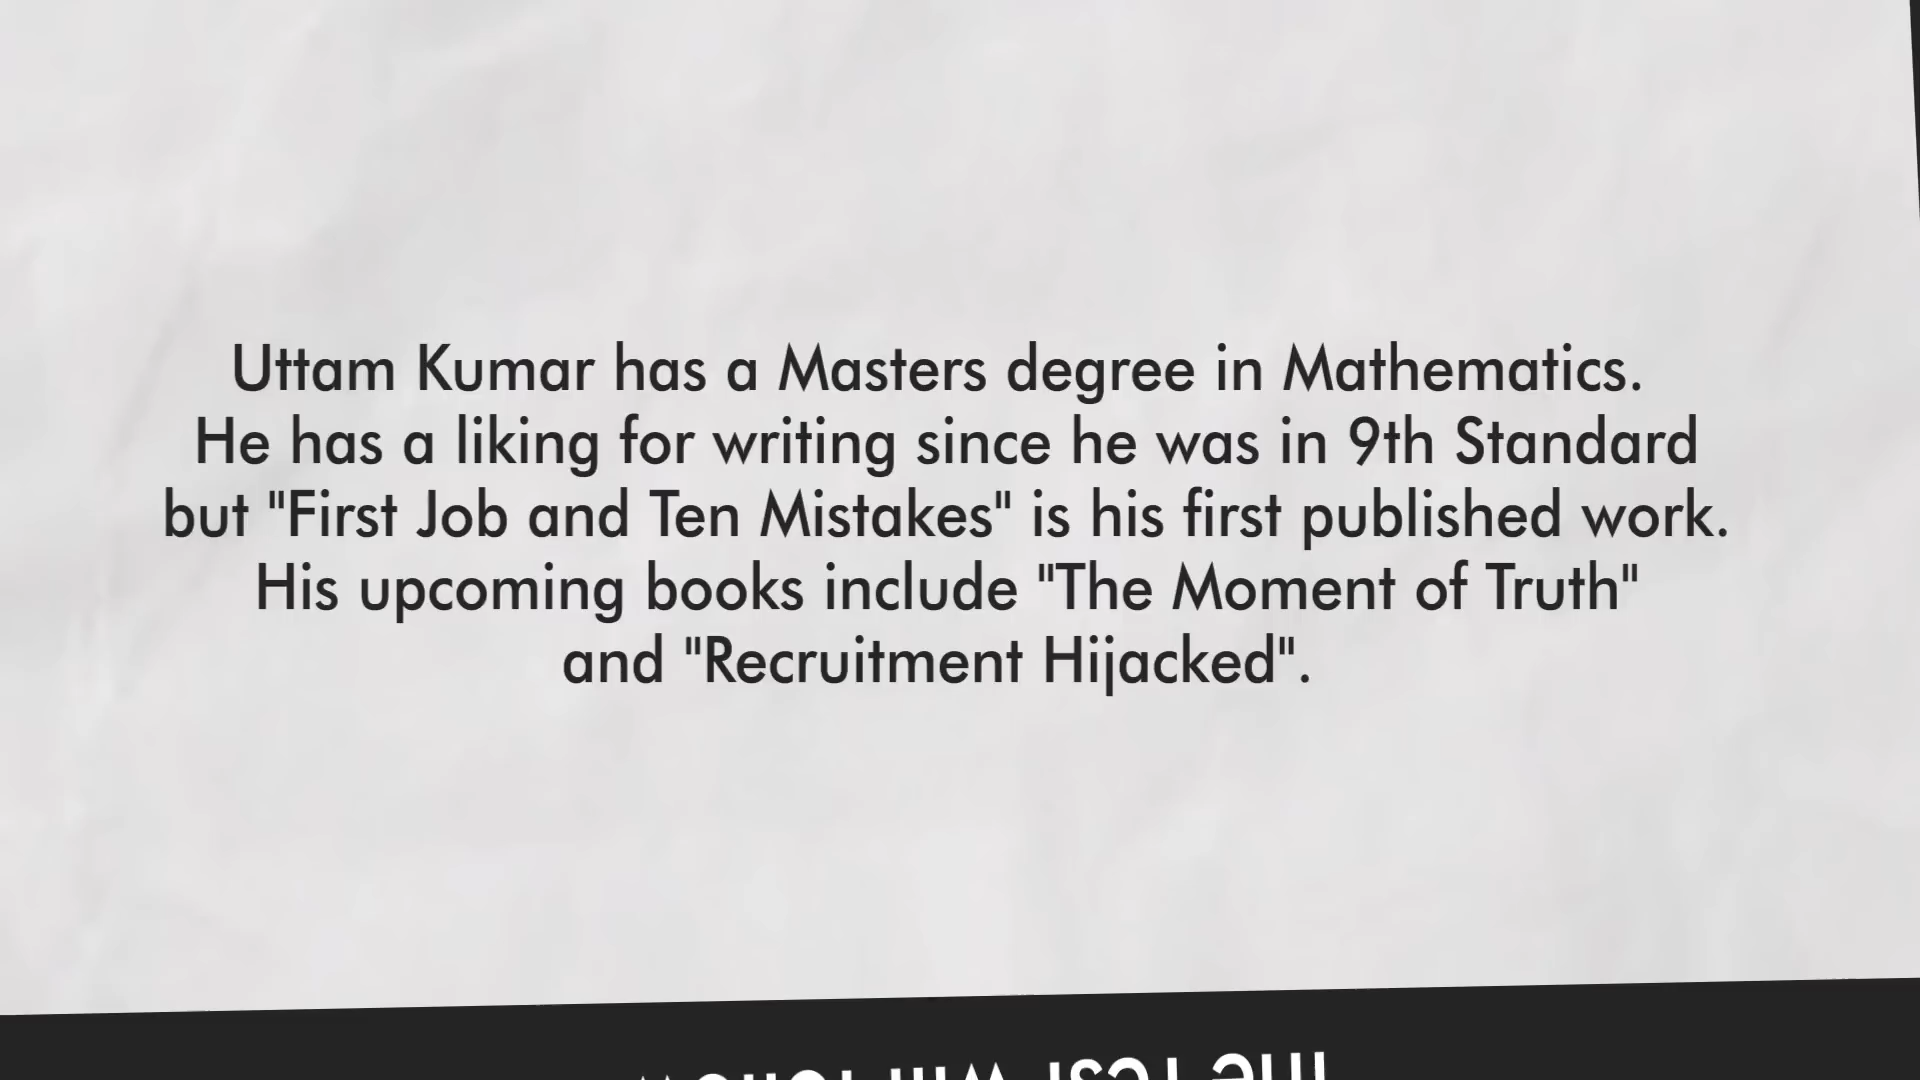 Uttam Kumar has a Masters degree in Mathematics.
He has a liking for writing since he was in 9th Standard
but "First Job and Ten Mistakes" is his first published work.
His upcoming books include "The Moment of Truth"
and "Recruitment Hijacked".